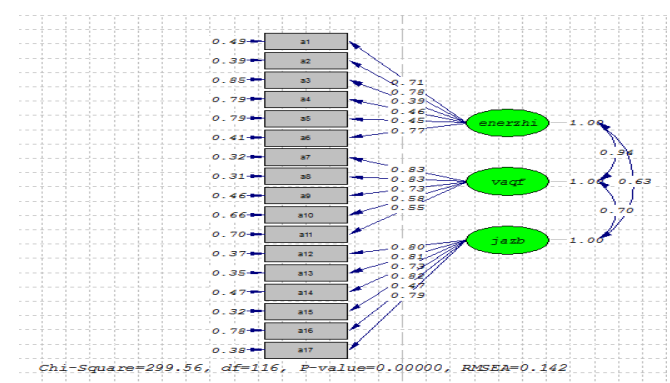 0.49 a1
0.39 a2
0.85 a3 0.71
0.79 a4 0.78
0.79 a5 0.39
0.41 a6 0.46
0.45
0.77
enerzhi 1.00
0.32 a7 0.94
0.31 a8 0.83
0.46 a9 0.83
0.66 a10 0.73
0.70 a11 0.58
0.55
vaqf 1.00 0.63
0.37 a12 0.70
0.35 a13 0.80
0.47 a14 0.81
0.32 a15 0.73
0.78 a16 0.82
0.38 a17 0.47
0.79
jazb 1.00
Chi-Square=299.56, df=116, P-value=0.00000, RMSEA=0.142